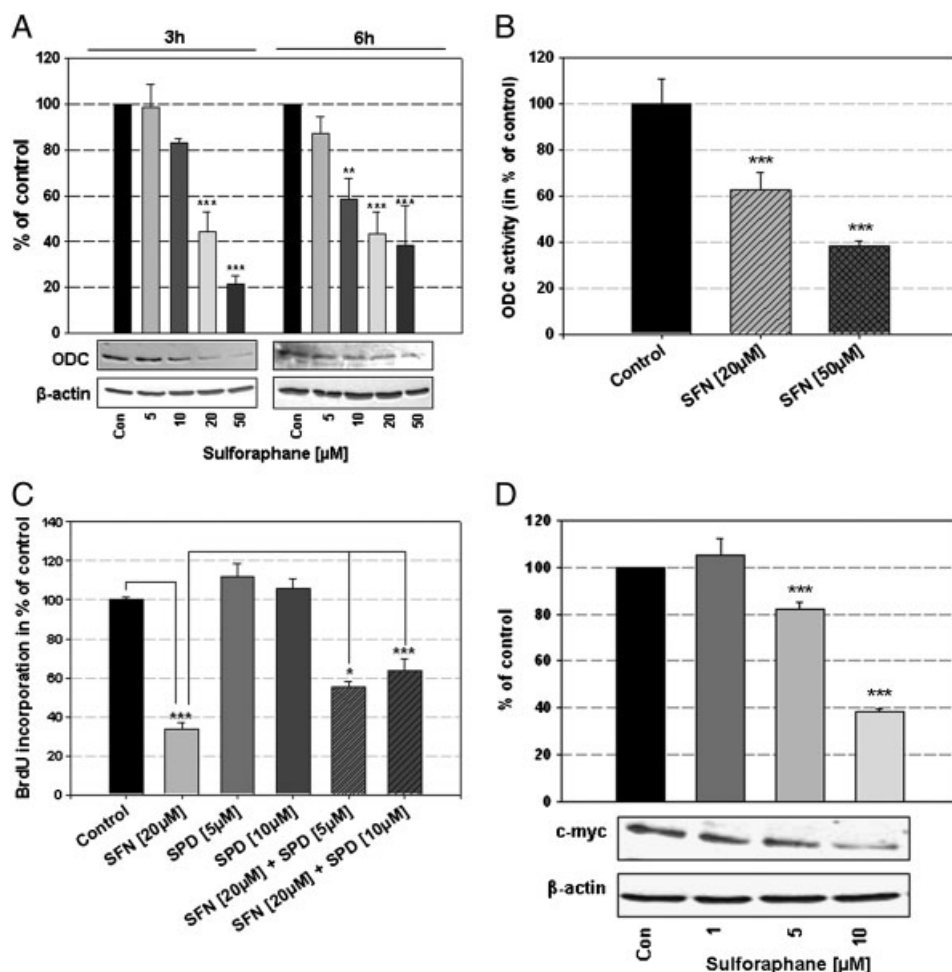 A
3h 6h
% of control
120
100
80
60
40
20
0
***
***
**
***
***
ODC
β-actin
Con 5 10 20 50 Con 5 10 20 50
Sulforaphane [µM]
B
ODC activity (in % of control)
120
100
80
60
40
20
0
***
***
Control
SFN [20µM]
SFN [50µM]
C
BrdU incorporation in % of control
140
120
100
80
60
40
20
0
***
*
***
Control
SFN [20µM]
SPD [5µM]
SPD [10µM]
SFN [20µM] + SPD [5µM]
SFN [20µM] + SPD [10µM]
D
% of control
120
100
80
60
40
20
0
***
***
c-myc
β-actin
Con 1 5 10
Sulforaphane [µM]